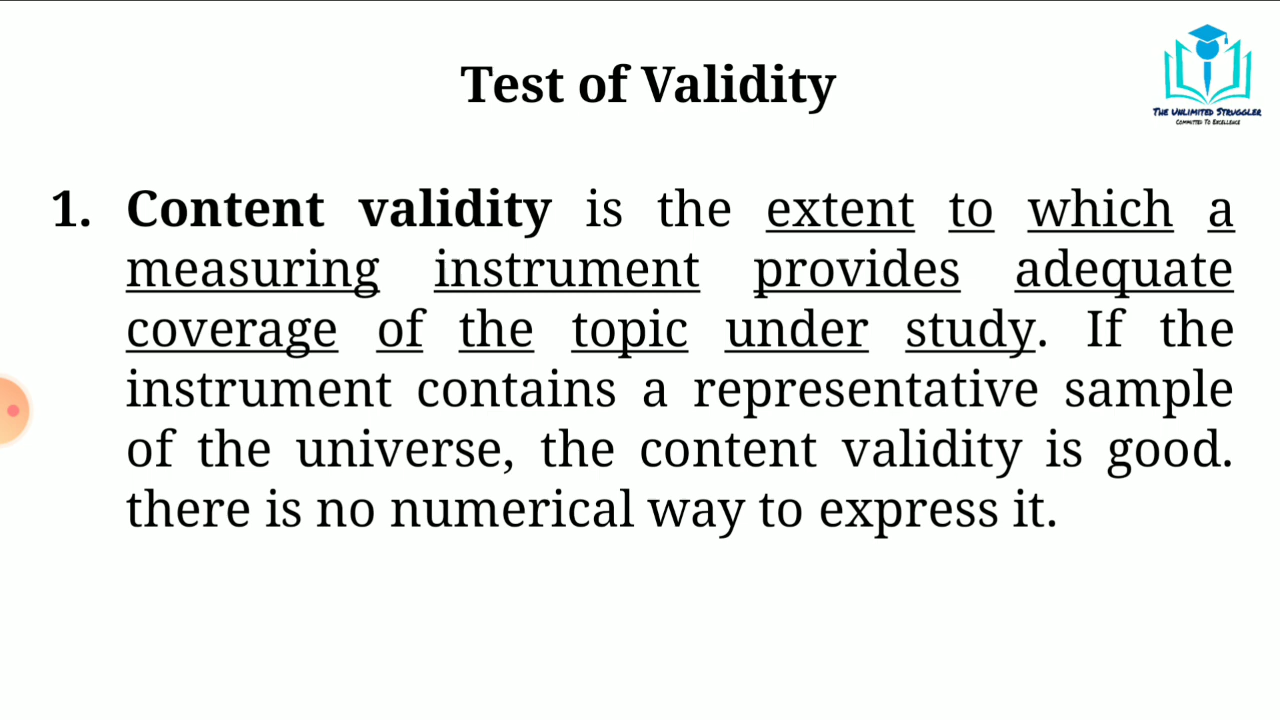 Test of Validity
THE UNLIMITED STRUGGLER
COMMITTED TO EXCELLENCE
1. Content validity is the extent to which a
measuring instrument provides adequate
coverage of the topic under study. If the
instrument contains a representative sample
of the universe, the content validity is good.
there is no numerical way to express it.